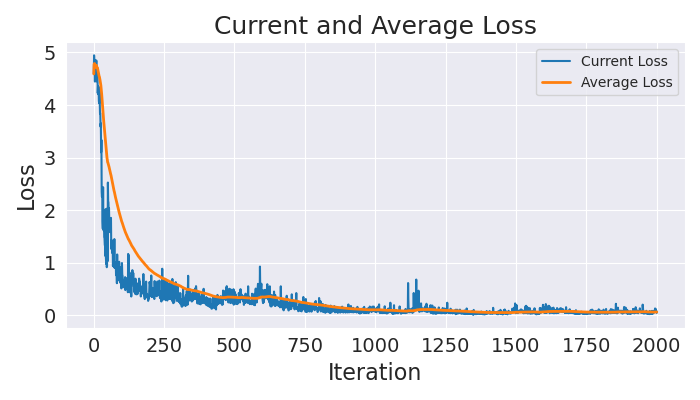 Current and Average Loss
Current Loss
Average Loss
Loss
5
4
3
2
1
0
0 250 500 750 1000 1250 1500 1750 2000
Iteration